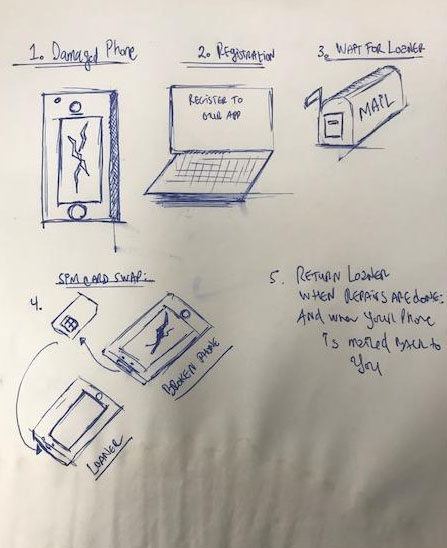 1. Damaged Phone
2. Registration
3. Wait for Loaner
REGISTER TO
OUR APP
MAIL
SIM CARD SWAP:
4.
BROKEN PHONE
LOANER
5. Return Loaner
when repairs are done:
And when your Phone
is mailed back to
you